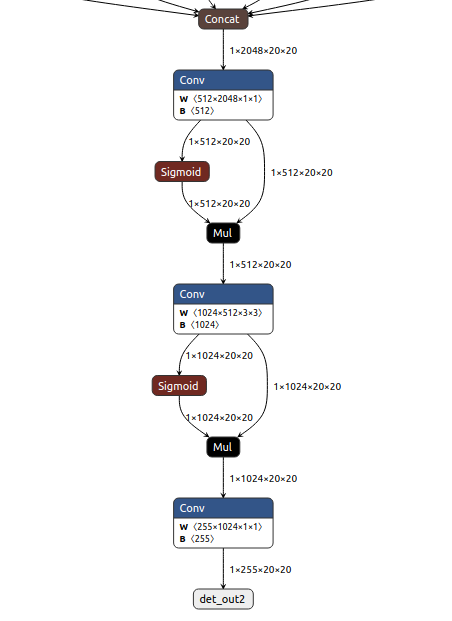 Concat
1×2048×20×20
Conv
W ⟨512×2048×1×1⟩
B ⟨512⟩
1×512×20×20
Sigmoid
1×512×20×20
1×512×20×20
Mul
1×512×20×20
Conv
W ⟨1024×512×3×3⟩
B ⟨1024⟩
1×1024×20×20
Sigmoid
1×1024×20×20
1×1024×20×20
Mul
1×1024×20×20
Conv
W ⟨255×1024×1×1⟩
B ⟨255⟩
1×255×20×20
det_out2